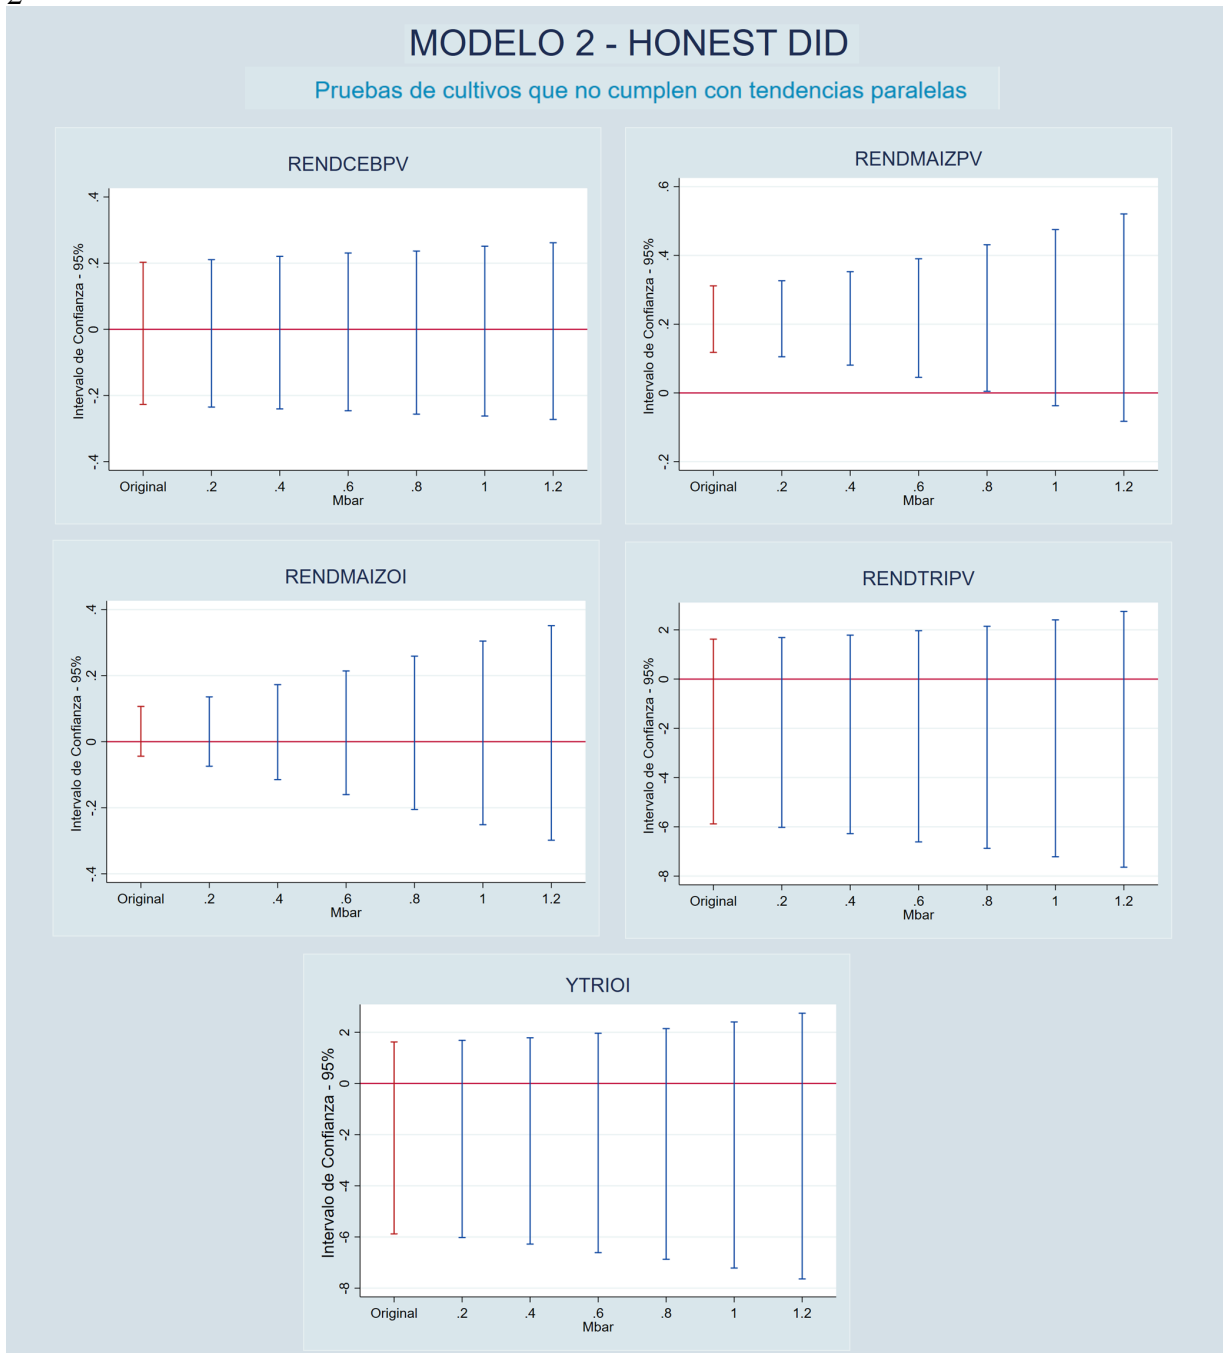 2
MODELO 2 - HONEST DID
Pruebas de cultivos que no cumplen con tendencias paralelas
RENDCEBPV
Intervalo de Confianza - 95%
.4
.2
0
-.2
-.4
Original .2 .4 .6 .8 1 1.2
Mbar
RENDMAIZPV
Intervalo de Confianza - 95%
.6
.4
.2
0
-.2
Original .2 .4 .6 .8 1 1.2
Mbar
RENDMAIZOI
Intervalo de Confianza - 95%
.4
.2
0
-.2
-.4
Original .2 .4 .6 .8 1 1.2
Mbar
RENDTRIPV
Intervalo de Confianza - 95%
2
0
-2
-4
-6
-8
Original .2 .4 .6 .8 1 1.2
Mbar
YTRIOI
Intervalo de Confianza - 95%
2
0
-2
-4
-6
-8
Original .2 .4 .6 .8 1 1.2
Mbar